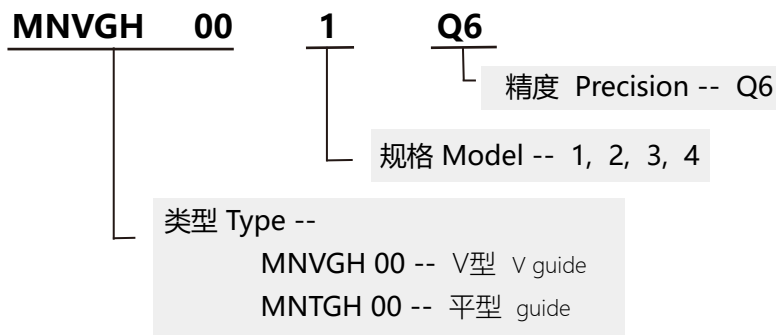 MNVGH 00 1 Q6
精度 Precision -- Q6
规格 Model -- 1, 2, 3, 4
类型 Type --
MNVGH 00 -- V型 V guide
MNTGH 00 -- 平型 guide